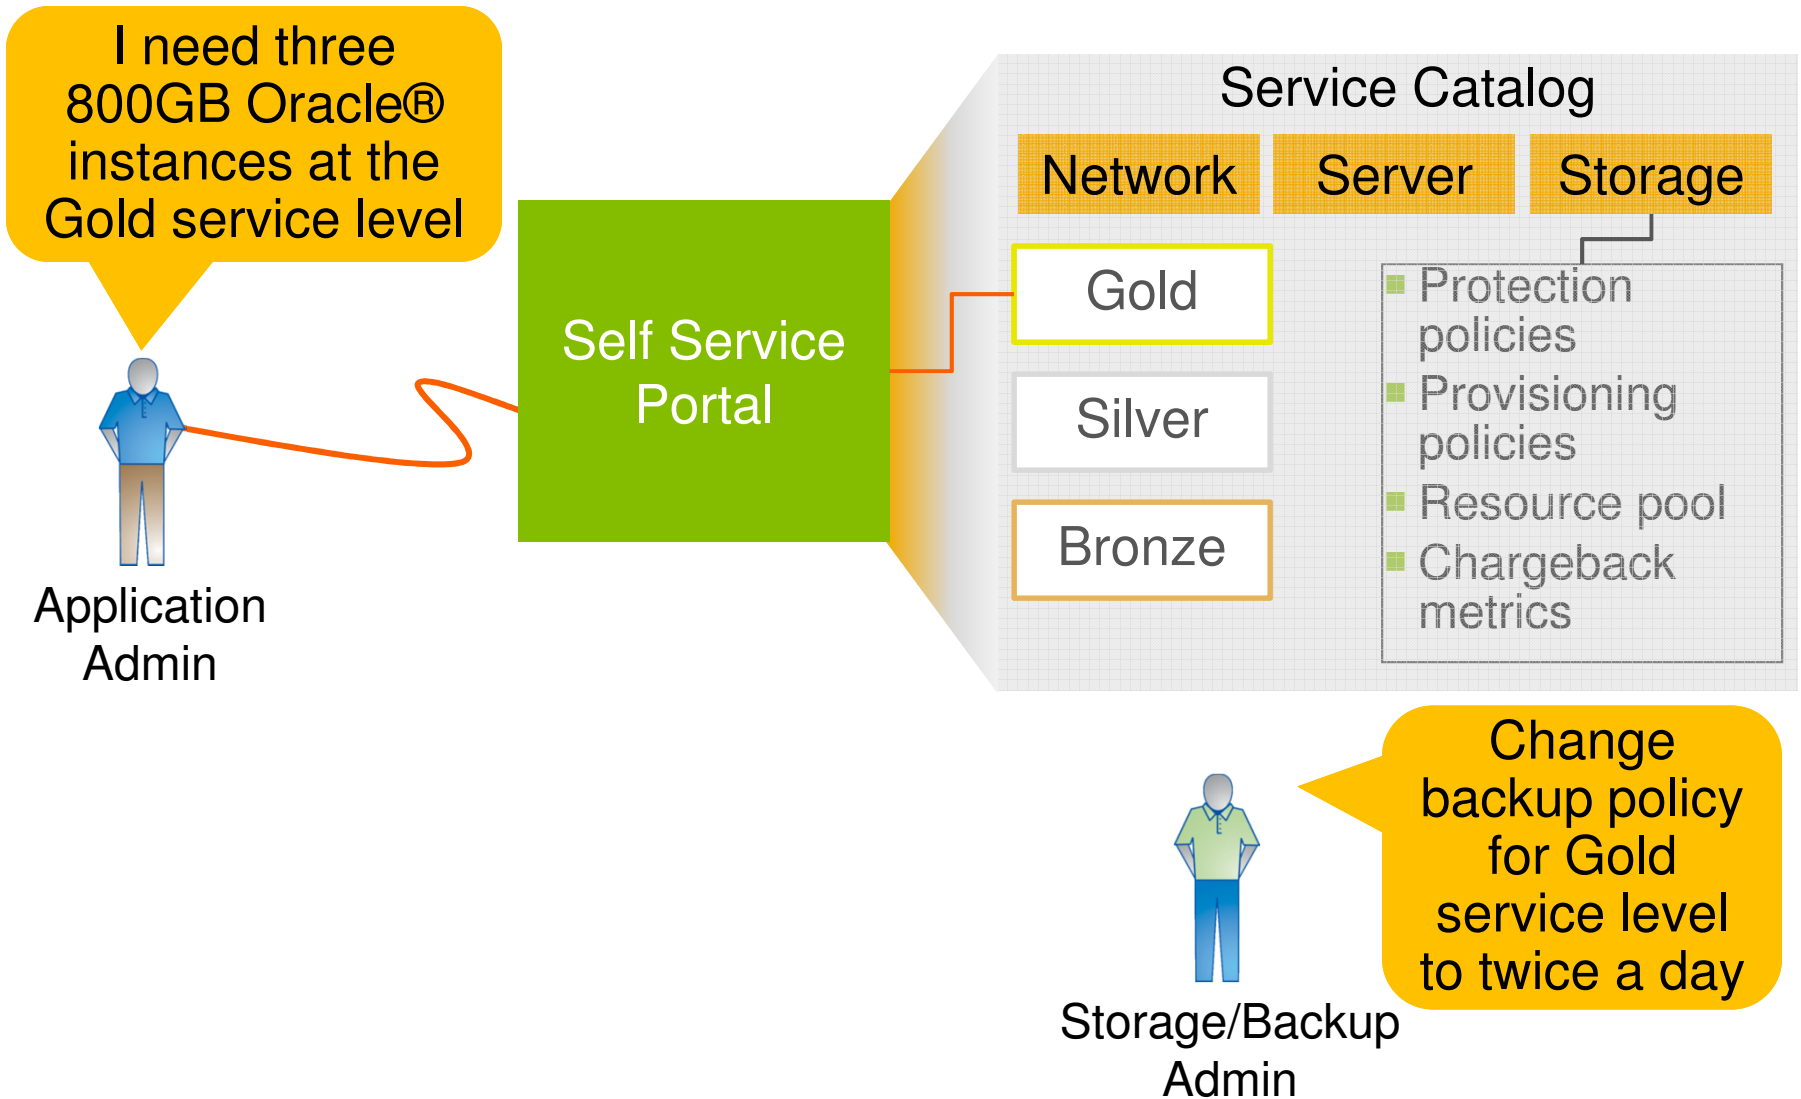 I need three
800GB Oracle®
instances at the
Gold service level
Application
Admin
Self Service
Portal
Service Catalog
Network
Server
Storage
Gold
Silver
Bronze
Protection
policies
Provisioning
policies
Resource pool
Chargeback
metrics
Change
backup policy
for Gold
service level
to twice a day
Storage/Backup
Admin